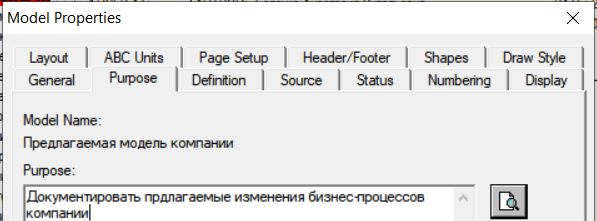 Model Properties
Layout ABC Units Page Setup Header/Footer Shapes Draw Style
General Purpose Definition Source Status Numbering Display
Model Name:
Предлагаемая модель компании
Purpose:
Документировать прдлагаемые изменения бизнес-процессов
компании